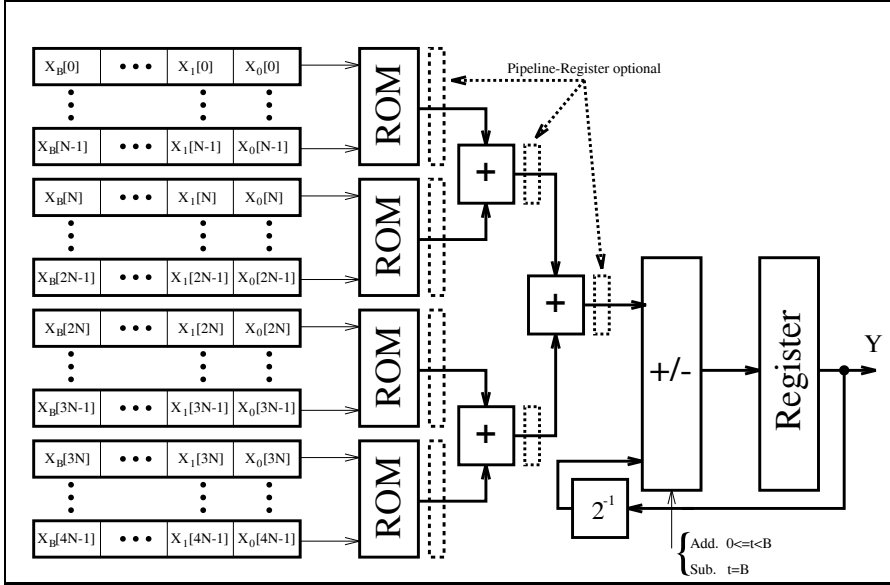 X_B[0] ••• X_1[0] X_0[0]
X_B[N-1] ••• X_1[N-1] X_0[N-1]
ROM
X_B[N] ••• X_1[N] X_0[N]
X_B[2N-1] ••• X_1[2N-1] X_0[2N-1]
ROM
X_B[2N] ••• X_1[2N] X_0[2N]
X_B[3N-1] ••• X_1[3N-1] X_0[3N-1]
ROM
X_B[3N] ••• X_1[3N] X_0[3N]
X_B[4N-1] ••• X_1[4N-1] X_0[4N-1]
ROM
Pipeline-Register optional
+
+
+
+/-
Register
Y
2^-1
Add. 0<=t<B
Sub. t=B